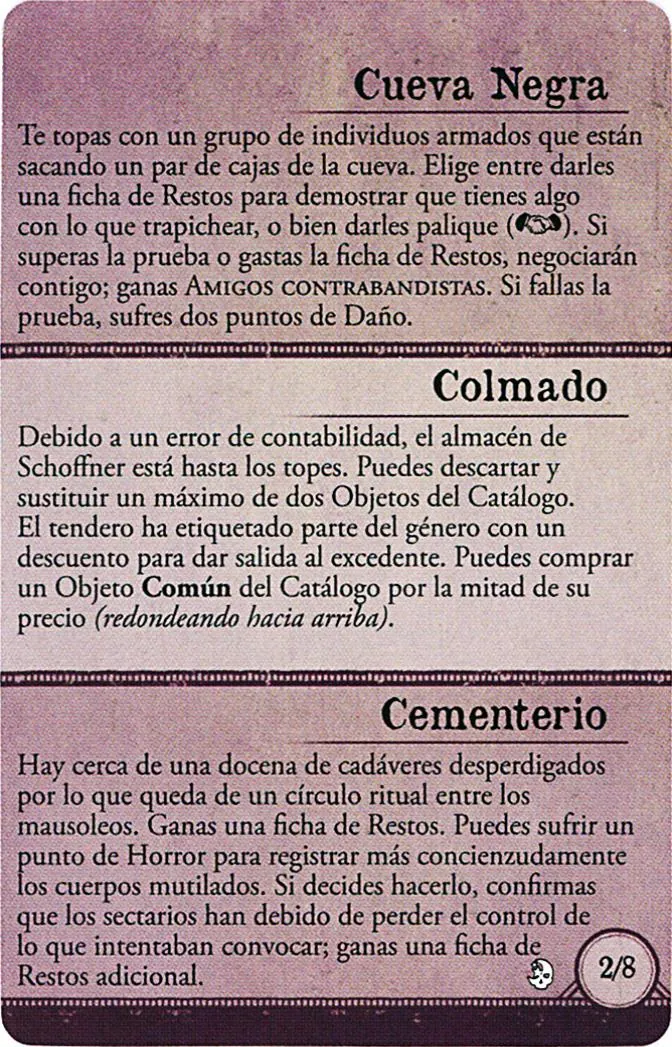 Cueva Negra
Te topas con un grupo de individuos armados que están
sacando un par de cajas de la cueva. Elige entre darles
una ficha de Restos para demostrar que tienes algo
con lo que trapichear, o bien darles palique (). Si
superas la prueba o gastas la ficha de Restos, negociarán
contigo; ganas AMIGOS CONTRABANDISTAS. Si fallas la
prueba, sufres dos puntos de Daño.
Colmado
Debido a un error de contabilidad, el almacén de
Schoffner está hasta los topes. Puedes descartar y
sustituir un máximo de dos Objetos del Catálogo.
El tendero ha etiquetado parte del género con un
descuento para dar salida al excedente. Puedes comprar
un Objeto Común del Catálogo por la mitad de su
precio (redondeando hacia arriba).
Cementerio
Hay cerca de una docena de cadáveres desperdigados
por lo que queda de un círculo ritual entre los
mausoleos. Ganas una ficha de Restos. Puedes sufrir un
punto de Horror para registrar más concienzudamente
los cuerpos mutilados. Si decides hacerlo, confirmas
que los sectarios han debido de perder el control de
lo que intentaban convocar; ganas una ficha de
Restos adicional.
2/8